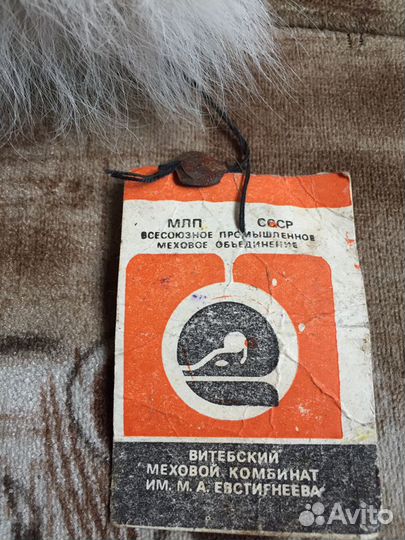 МЛП СССР
ВСЕСОЮЗНОЕ ПРОМЫШЛЕННОЕ
МЕХОВОЕ ОБЪЕДИНЕНИЕ
ВИТЕБСКИЙ
МЕХОВОЙ КОМБИНАТ
ИМ. М. А. ЕВСТИГНЕЕВА
Avito